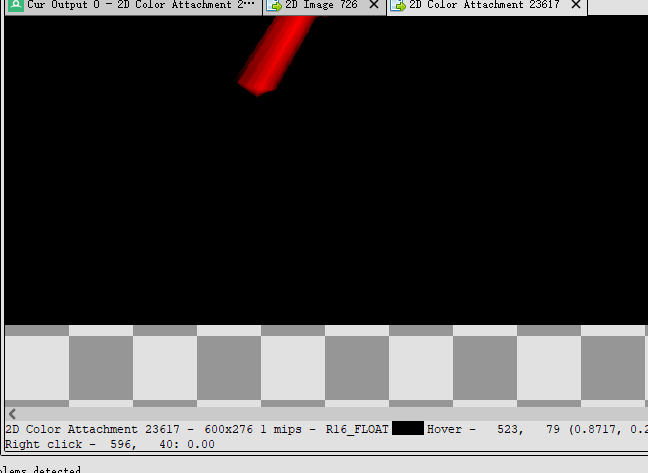 Cur Output 0 - 2D Color Attachment 2···
2D Image 726
2D Color Attachment 23617
2D Color Attachment 23617 - 600x276 1 mips - R16_FLOAT Hover - 523, 79 (0.8717, 0.2
Right click - 596, 40: 0.00
lems detected